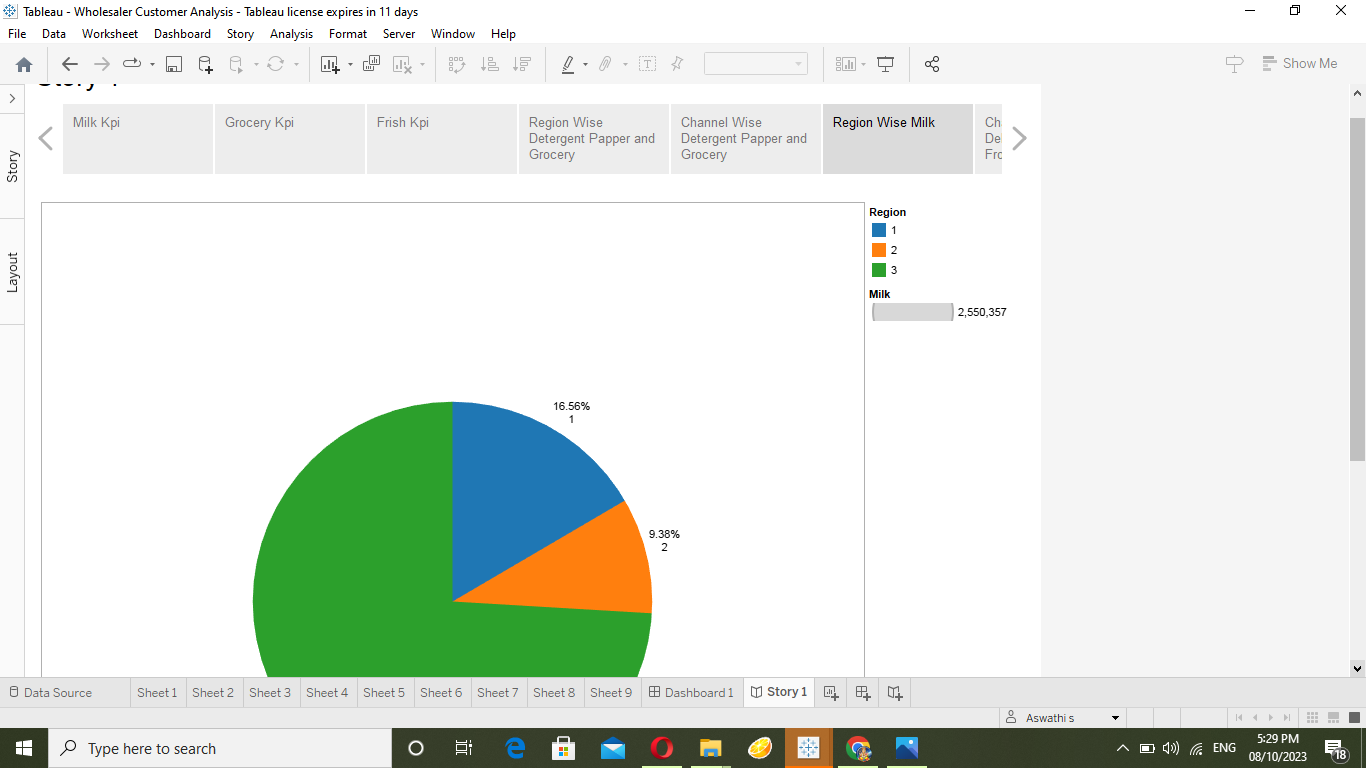 Tableau - Wholesaler Customer Analysis - Tableau license expires in 11 days
File Data Worksheet Dashboard Story Analysis Format Server Window Help
Show Me
Story 1
Story
Layout
Milk Kpi
Grocery Kpi
Frish Kpi
Region Wise
Detergent Papper and
Grocery
Channel Wise
Detergent Papper and
Grocery
Region Wise Milk
Ch
De
Fro
Region
1
2
3
Milk
2,550,357
16.56%
1
9.38%
2
Data Source Sheet 1 Sheet 2 Sheet 3 Sheet 4 Sheet 5 Sheet 6 Sheet 7 Sheet 8 Sheet 9 Dashboard 1 Story 1
Aswathi s
Type here to search
ENG
5:29 PM
08/10/2023
18